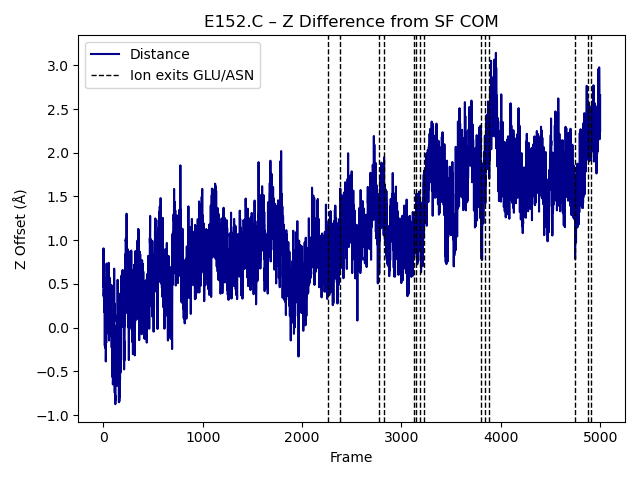 E152.C – Z Difference from SF COM
Distance
Ion exits GLU/ASN
Z Offset (Å)
3.0
2.5
2.0
1.5
1.0
0.5
0.0
−0.5
−1.0
0 1000 2000 3000 4000 5000
Frame